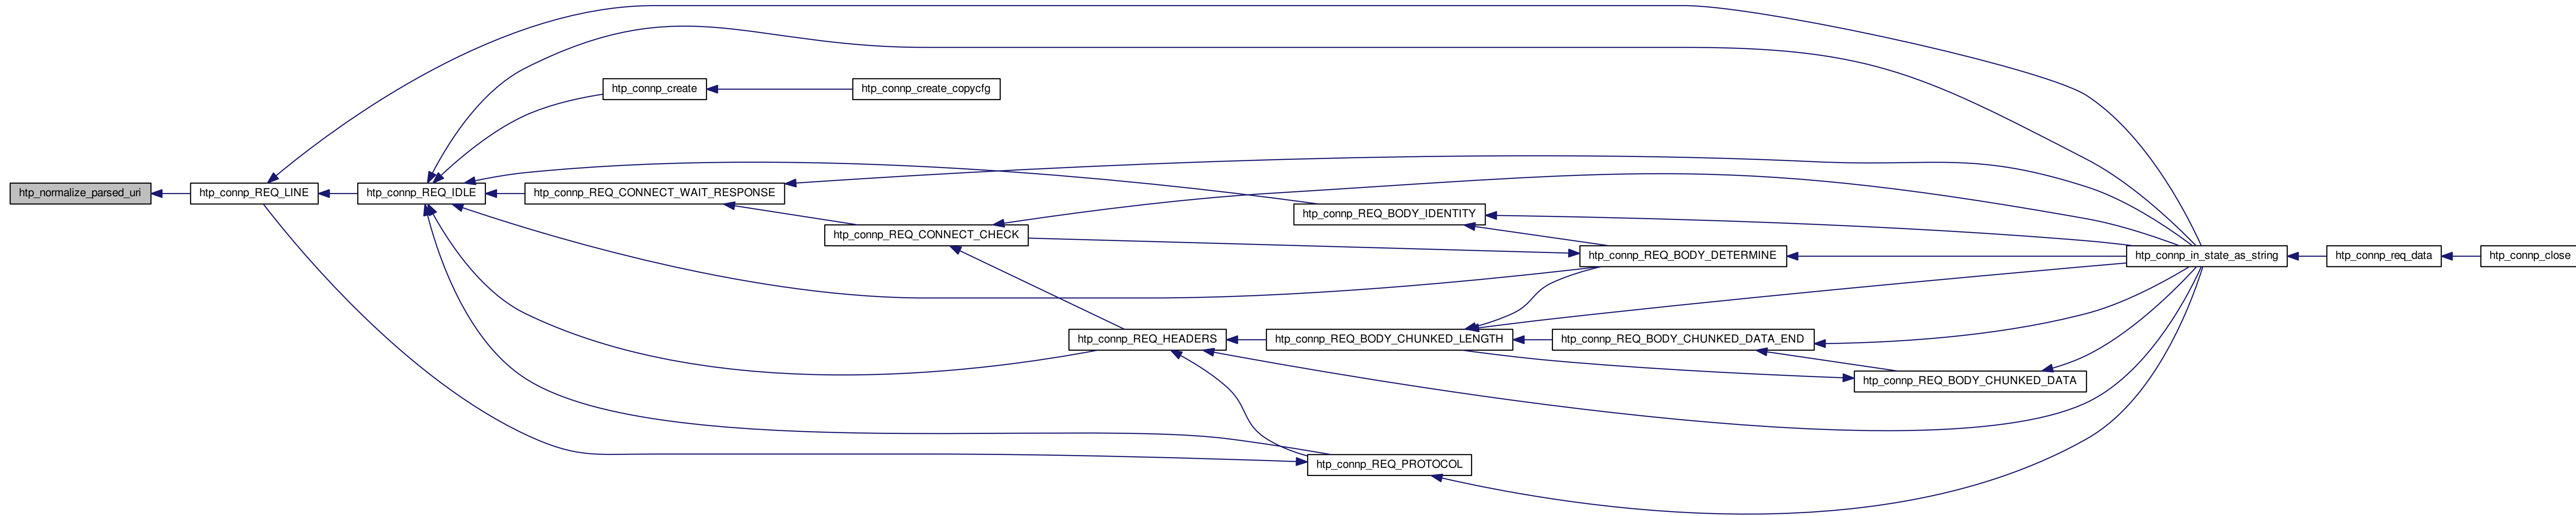 htp_connp_create
htp_connp_create_copycfg
htp_normalize_parsed_uri
htp_connp_REQ_LINE
htp_connp_REQ_IDLE
htp_connp_REQ_CONNECT_WAIT_RESPONSE
htp_connp_REQ_BODY_IDENTITY
htp_connp_REQ_CONNECT_CHECK
htp_connp_REQ_BODY_DETERMINE
htp_connp_in_state_as_string
htp_connp_req_data
htp_connp_close
htp_connp_REQ_HEADERS
htp_connp_REQ_BODY_CHUNKED_LENGTH
htp_connp_REQ_BODY_CHUNKED_DATA_END
htp_connp_REQ_BODY_CHUNKED_DATA
htp_connp_REQ_PROTOCOL